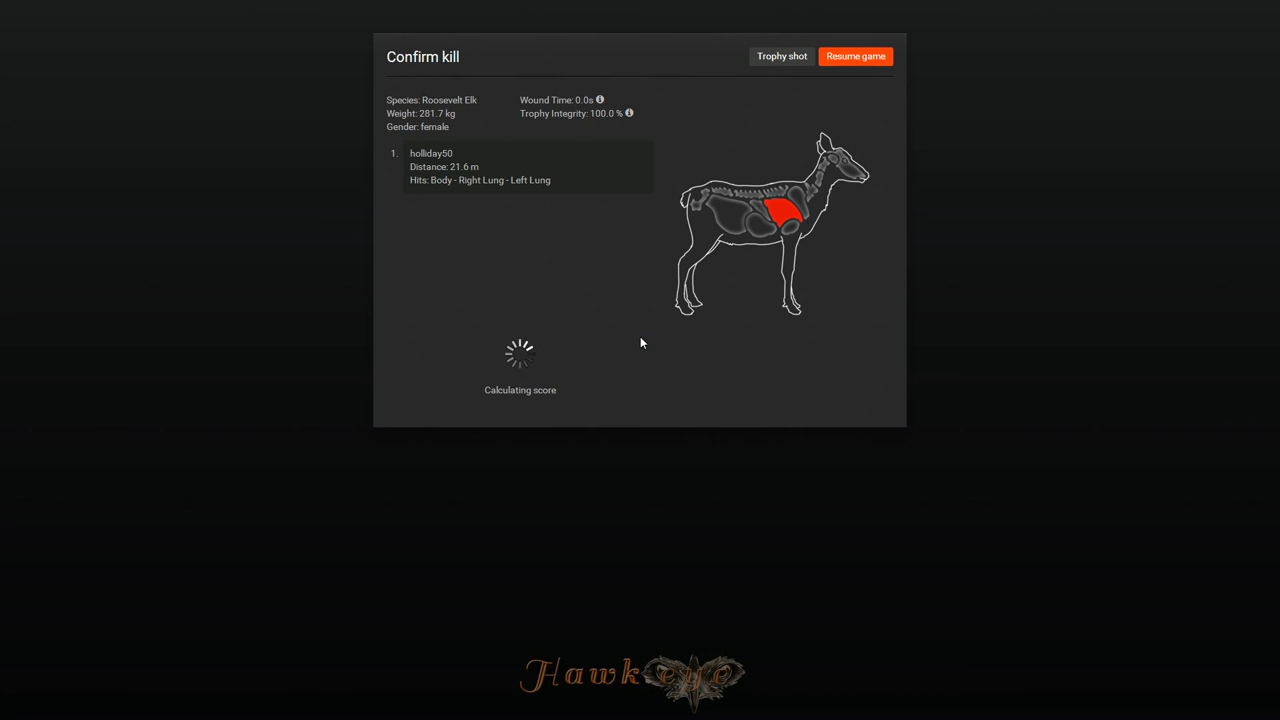 Confirm kill
Trophy shot
Resume game
Species: Roosevelt Elk
Weight: 281.7 kg
Gender: female
Wound Time: 0.0s
Trophy Integrity: 100.0 %
1.
holliday50
Distance: 21.6 m
Hits: Body - Right Lung - Left Lung
Calculating score
Hawkeye